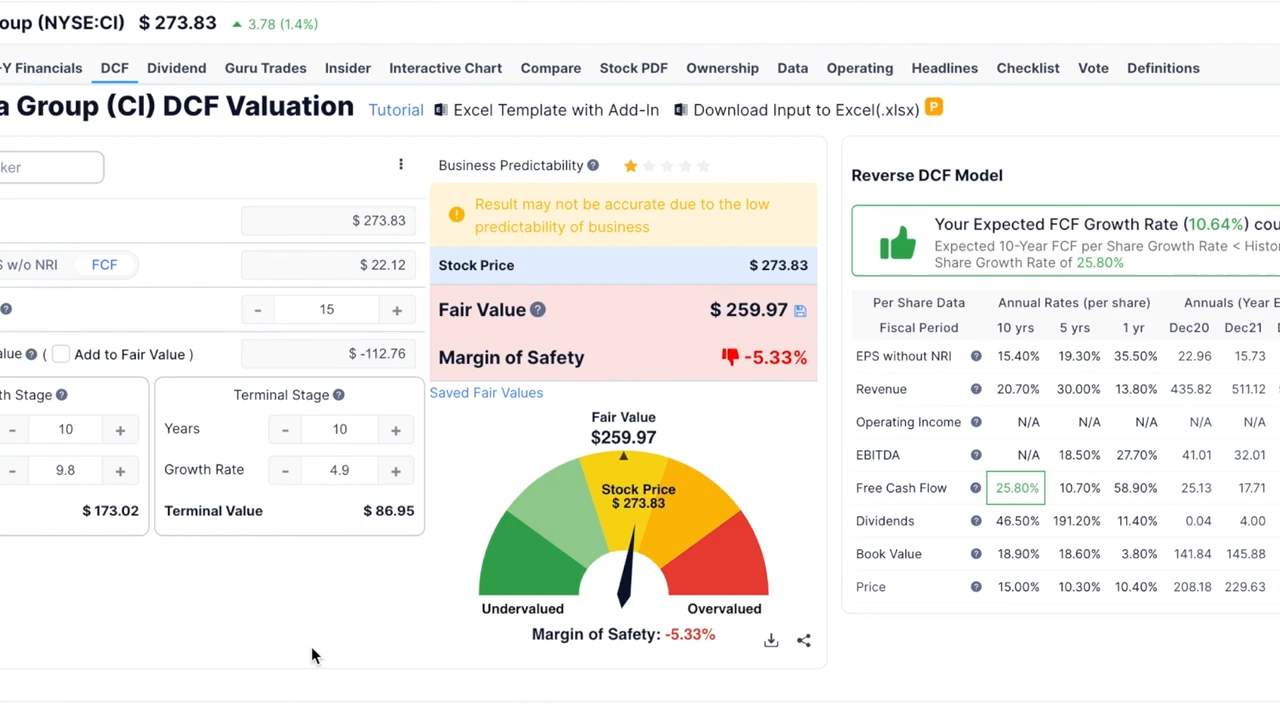 oup (NYSE:CI) $ 273.83 3.78 (1.4%)
-Y Financials DCF Dividend Guru Trades Insider Interactive Chart Compare Stock PDF Ownership Data Operating Headlines Checklist Vote Definitions
a Group (CI) DCF Valuation Tutorial Excel Template with Add-In Download Input to Excel(.xlsx) P
ker
$ 273.83
S w/o NRI FCF $ 22.12
- 15 +
alue ( Add to Fair Value ) $ -112.76
th Stage
- 10 +
- 9.8 +
$ 173.02
Terminal Stage
Years - 10 +
Growth Rate - 4.9 +
Terminal Value $ 86.95
Business Predictability
Result may not be accurate due to the low
predictability of business
Stock Price $ 273.83
Fair Value $ 259.97
Margin of Safety -5.33%
Saved Fair Values
Fair Value
$259.97
Stock Price
$ 273.83
Undervalued Overvalued
Margin of Safety: -5.33%
Reverse DCF Model
Your Expected FCF Growth Rate (10.64%) cou
Expected 10-Year FCF per Share Growth Rate < Histor
Share Growth Rate of 25.80%
Per Share Data Annual Rates (per share) Annuals (Year E
Fiscal Period 10 yrs 5 yrs 1 yr Dec20 Dec21
EPS without NRI 15.40% 19.30% 35.50% 22.96 15.73
Revenue 20.70% 30.00% 13.80% 435.82 511.12
Operating Income N/A N/A N/A N/A N/A
EBITDA N/A 18.50% 27.70% 41.01 32.01
Free Cash Flow 25.80% 10.70% 58.90% 25.13 17.71
Dividends 46.50% 191.20% 11.40% 0.04 4.00
Book Value 18.90% 18.60% 3.80% 141.84 145.88
Price 15.00% 10.30% 10.40% 208.18 229.63